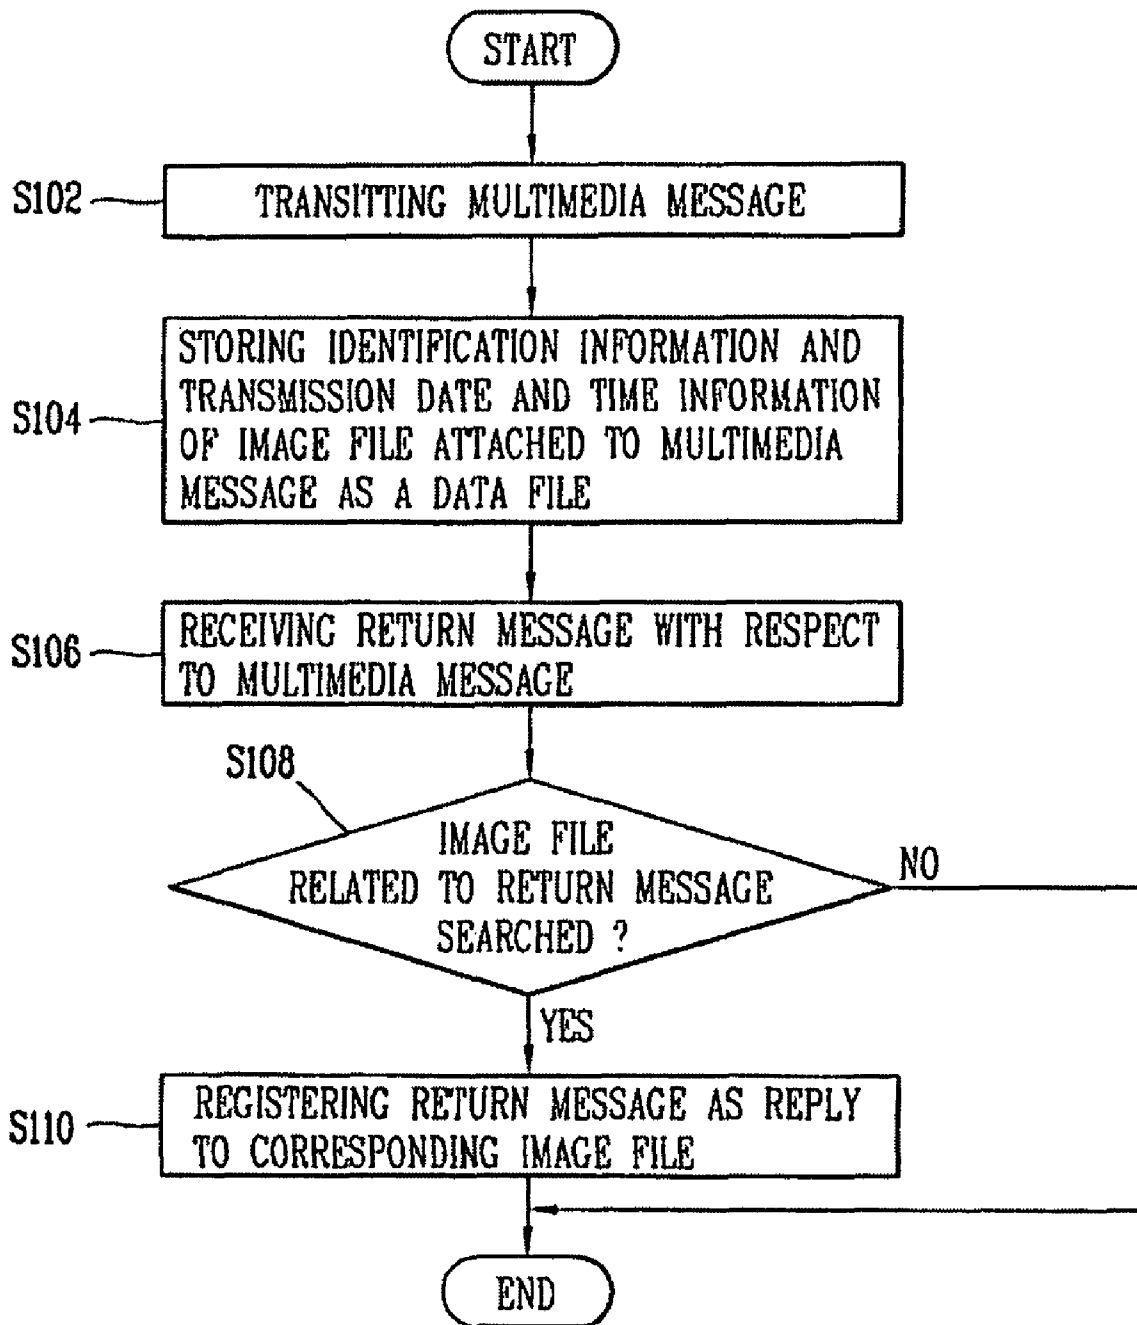 START
S102
TRANSITTING MULTIMEDIA MESSAGE
S104
STORING IDENTIFICATION INFORMATION AND
TRANSMISSION DATE AND TIME INFORMATION
OF IMAGE FILE ATTACHED TO MULTIMEDIA
MESSAGE AS A DATA FILE
S106
RECEIVING RETURN MESSAGE WITH RESPECT
TO MULTIMEDIA MESSAGE
S108
IMAGE FILE
RELATED TO RETURN MESSAGE
SEARCHED ?
NO
YES
S110
REGISTERING RETURN MESSAGE AS REPLY
TO CORRESPONDING IMAGE FILE
END